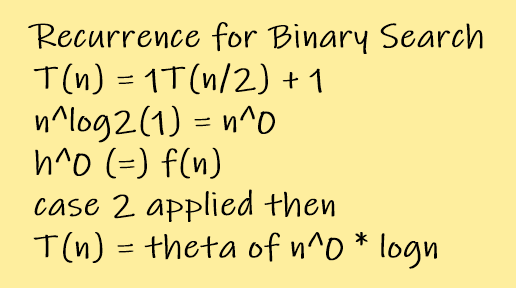 Recurrence for Binary Search
T(n) = 1T(n/2) + 1
n^log2(1) = n^0
h^0 (=) f(n)
case 2 applied then
T(n) = theta of n^0 * logn